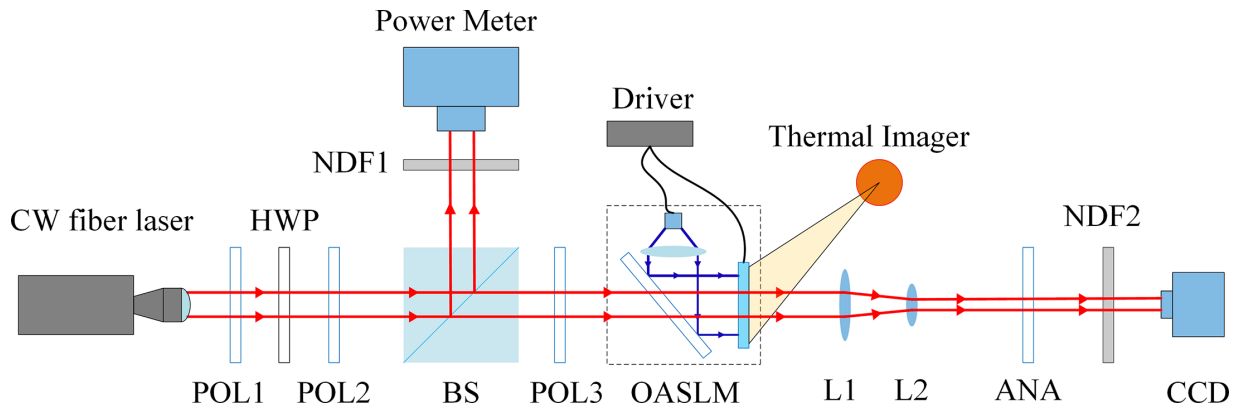 Power Meter
Driver
Thermal Imager
NDF1
CW fiber laser
HWP
NDF2
POL1
POL2
BS
POL3
OASLM
L1
L2
ANA
CCD